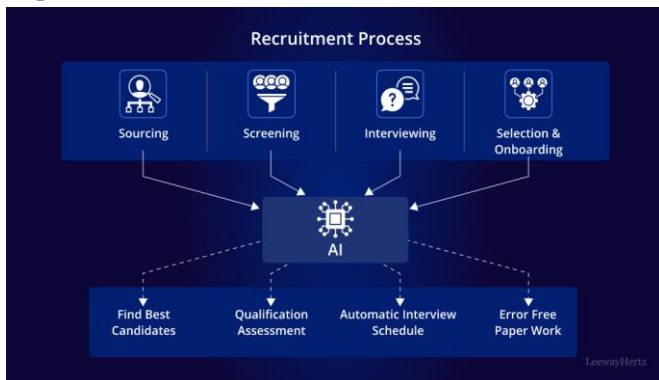 Recruitment Process
Sourcing
Screening
Interviewing
Selection &
Onboarding
?
AI
Find Best
Candidates
Qualification
Assessment
Automatic Interview
Schedule
Error Free
Paper Work
LeewayHertz